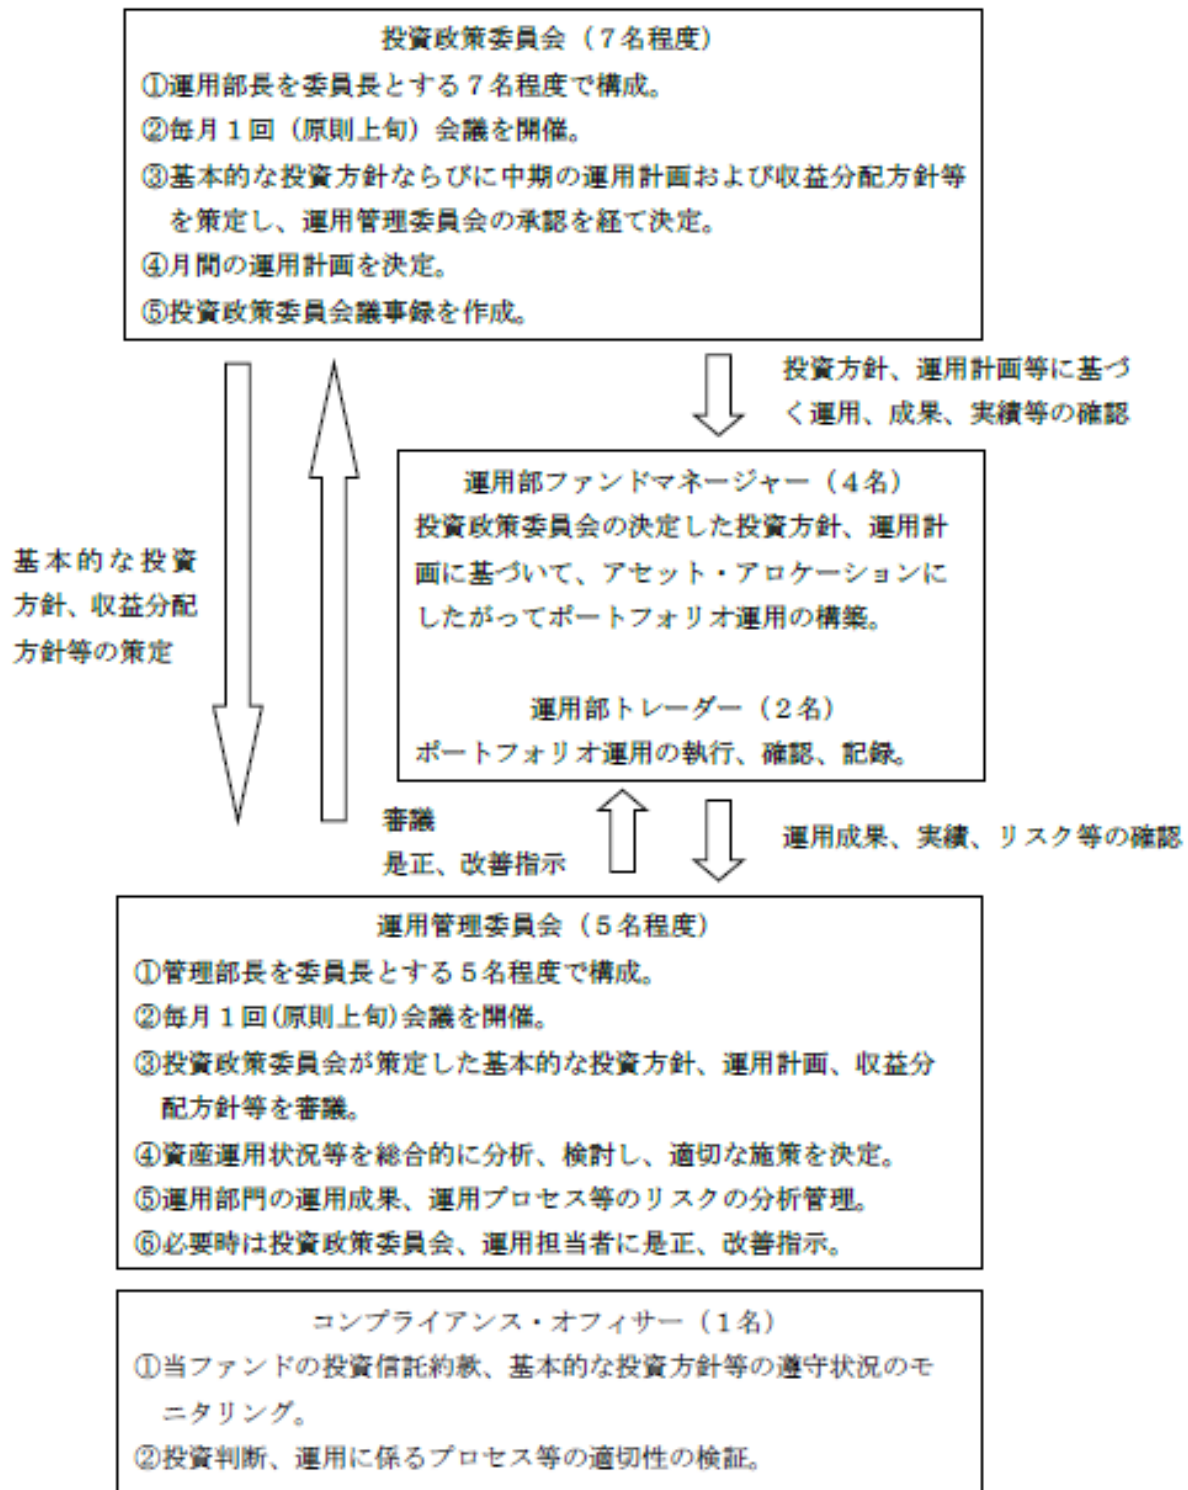 投資政策委員会（７名程度）
①運用部長を委員長とする７名程度で構成。
②毎月１回（原則上旬）会議を開催。
③基本的な投資方針ならびに中期の運用計画および収益分配方針等
を策定し、運用管理委員会の承認を経て決定。
④月間の運用計画を決定。
⑤投資政策委員会議事録を作成。
投資方針、運用計画等に基づ
く運用、成果、実績等の確認
基本的な投資
方針、収益分配
方針等の策定
運用部ファンドマネージャー（４名）
投資政策委員会の決定した投資方針、運用計
画に基づいて、アセット・アロケーションに
したがってポートフォリオ運用の構築。
運用部トレーダー（２名）
ポートフォリオ運用の執行、確認、記録。
審議
是正、改善指示
運用成果、実績、リスク等の確認
運用管理委員会（５名程度）
①管理部長を委員長とする５名程度で構成。
②毎月１回(原則上旬)会議を開催。
③投資政策委員会が策定した基本的な投資方針、運用計画、収益分
配方針等を審議。
④資産運用状況等を総合的に分析、検討し、適切な施策を決定。
⑤運用部門の運用成果、運用プロセス等のリスクの分析管理。
⑥必要時は投資政策委員会、運用担当者に是正、改善指示。
コンプライアンス・オフィサー（１名）
①当ファンドの投資信託約款、基本的な投資方針等の遵守状況のモ
ニタリング。
②投資判断、運用に係るプロセス等の適切性の検証。